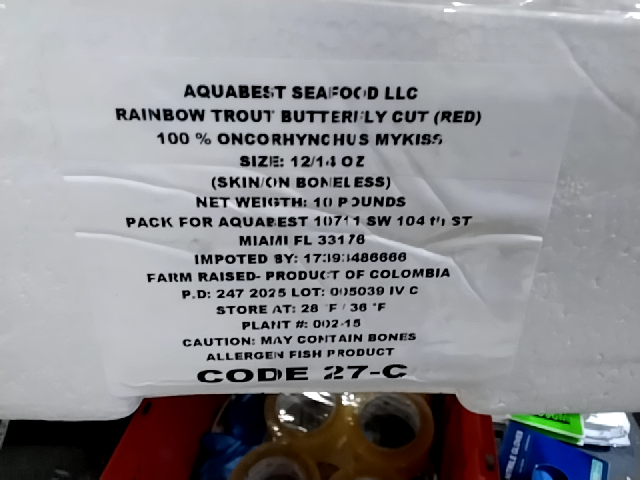 AQUABEST SEAFOOD LLC
RAINBOW TROUT BUTTERFLY CUT (RED)
100 % ONCORHYNCHUS MYKISS
SIZE: 12/14 OZ
(SKIN/ON BONELESS)
NET WEIGTH: 10 POUNDS
PACK FOR AQUABEST 10711 SW 104 th ST
MIAMI FL 33176
IMPOTED BY:
FARM RAISED- PRODUCT OF COLOMBIA
P.D: 247 2025 LOT: 005039 IV C
STORE AT: 28 °F / 36 °F
PLANT #: 002-15
CAUTION: MAY CONTAIN BONES
ALLERGEN FISH PRODUCT
CODE 27-C